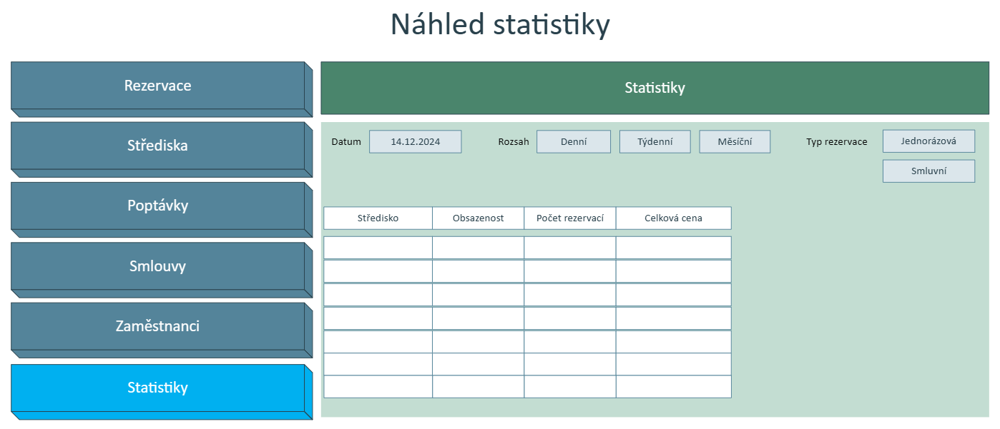 Náhled statistiky
Rezervace
Střediska
Poptávky
Smlouvy
Zaměstnanci
Statistiky
Statistiky
Datum 14.12.2024 Rozsah Denní Týdenní Měsíční Typ rezervace Jednorázová
Smluvní
Středisko Obsazenost Počet rezervací Celková cena